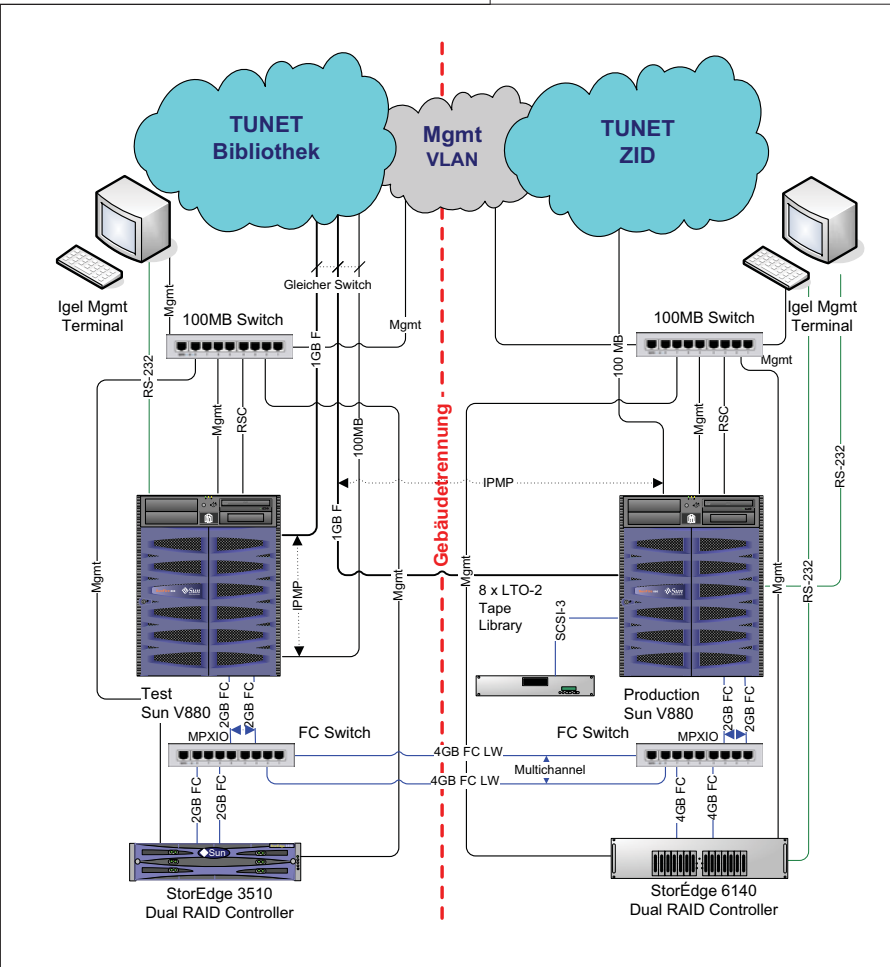 TUNET
Bibliothek
Mgmt
VLAN
TUNET
ZID
Gleicher Switch
Igel Mgmt
Terminal
Igel Mgmt
Terminal
100MB Switch
100MB Switch
Mgmt
Mgmt
Mgmt
RS-232
1GB F
100 MB
Mgmt
RSC
100MB
Mgmt
RSC
RS-232
Gebäudetrennung
IPMP
1GB F
IPMP
Mgmt
Mgmt
Mgmt
Mgmt
RS-232
Sun
Sun
8 x LTO-2
Tape
Library
SCSI-3
Test
Sun V880
Production
Sun V880
2GB FC
2GB FC
2GB FC
2GB FC
MPXIO
FC Switch
FC Switch
MPXIO
4GB FC LW
Multichannel
4GB FC LW
2GB FC
2GB FC
4GB FC
4GB FC
Sun
StorEdge 3510
Dual RAID Controller
StorÉdge 6140
Dual RAID Controller